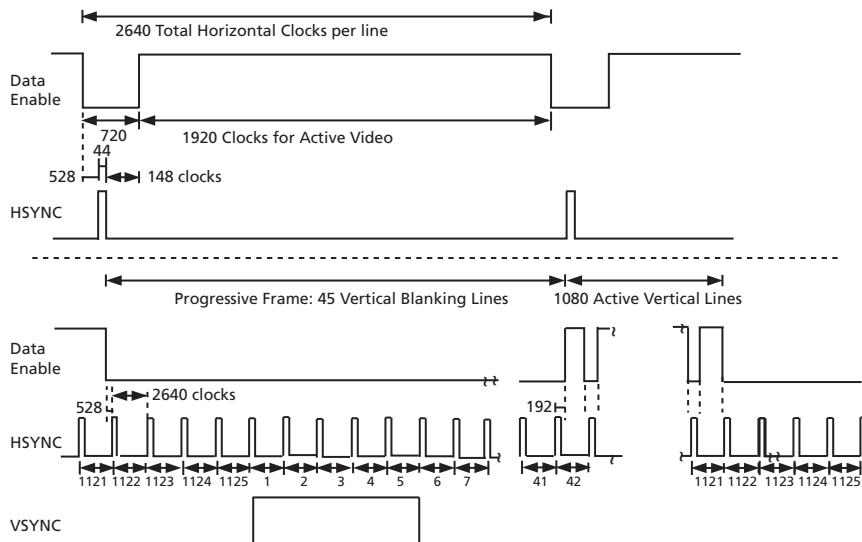 2640 Total Horizontal Clocks per line
Data
Enable
720
1920 Clocks for Active Video
44
528
148 clocks
HSYNC
Progressive Frame: 45 Vertical Blanking Lines
1080 Active Vertical Lines
Data
Enable
2640 clocks
528
192
HSYNC
1121 1122 1123 1124 1125 1 2 3 4 5 6 7 41 42 1121 1122 1123 1124 1125
VSYNC